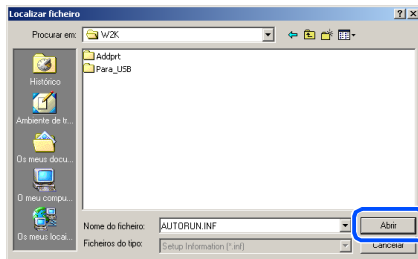 Localizar ficheiro
Procurar em: W2K
Addprt
Para_USB
Histórico
Ambiente de tr...
Os meus docu...
O meu compu...
Os meus locai...
Nome do ficheiro: AUTORUN.INF Abrir
Ficheiros do tipo: Setup Information (*.inf) Cancelar